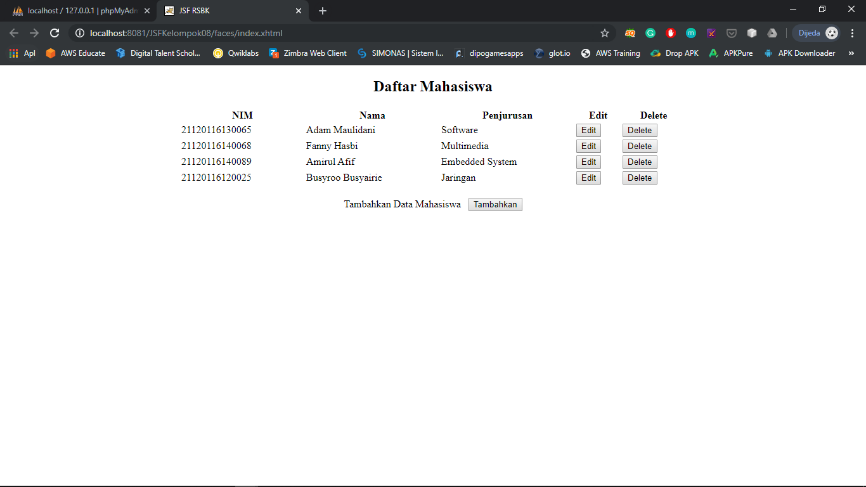 localhost / 127.0.0.1 | phpMyAdm
JSF RSBK
localhost:8081/JSFKelompok08/faces/index.xhtml
Dijeda
Apl AWS Education Digital Talent Schol... Qwiklabs Zimbra Web Client SIMONAS | Sistem I... dipogamesapps glot.io AWS Training Drop APK APKPure APK Downloader »
Daftar Mahasiswa
NIM Nama Penjurusan Edit Delete
21120116130065 Adam Maulidani Software Edit Delete
21120116140068 Fanny Hasbi Multimedia Edit Delete
21120116140089 Amirul Afif Embedded System Edit Delete
21120116120025 Busyroo Busyairie Jaringan Edit Delete
Tambahkan Data Mahasiswa Tambahkan